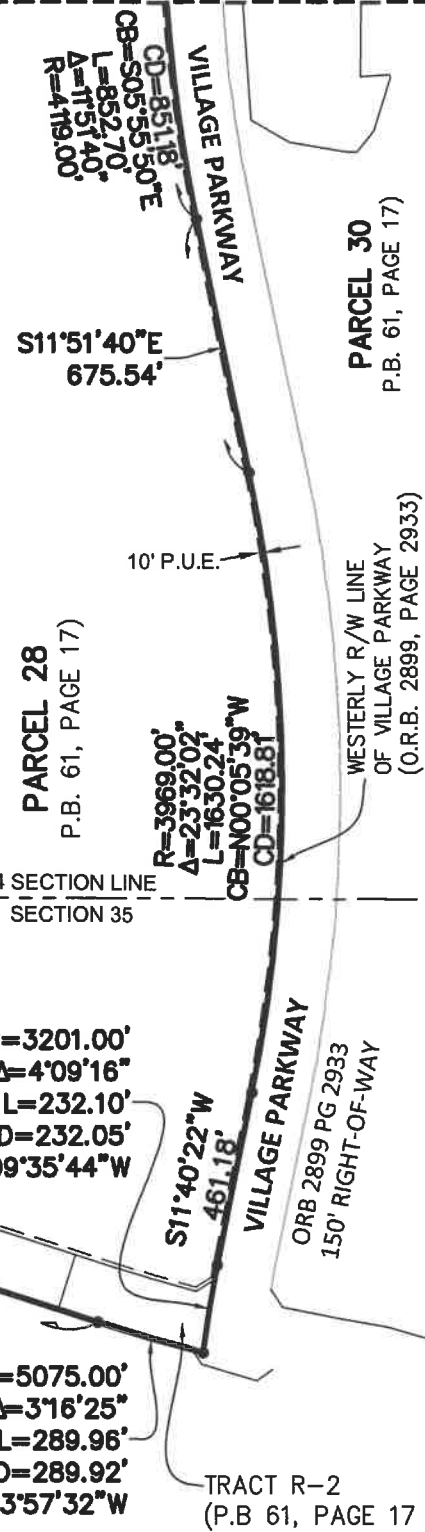 CD=851.18'
CB=S05°55'50"E
L=852.70'
Δ=11°51'40"
R=4119.00'
VILLAGE PARKWAY
PARCEL 30
P.B. 61, PAGE 17)
S11°51'40"E
675.54'
10' P.U.E.
WESTERLY R/W LINE
OF VILLAGE PARKWAY
(O.R.B. 2899, PAGE 2933)
PARCEL 28
P.B. 61, PAGE 17)
R=3969.00'
Δ=23°32'02"
L=1630.24'
CB=N00°05'39"W
CD=1618.81'
4 SECTION LINE
SECTION 35
=3201.00'
Δ=4°09'16"
L=232.10'
D=232.05'
09°35'44"W
S11°40'22"W
461.18'
VILLAGE PARKWAY
ORB 2899 PG 2933
150' RIGHT-OF-WAY
=5075.00'
Δ=3°16'25"
L=289.96'
D=289.92'
3°57'32"W
TRACT R-2
(P.B 61, PAGE 17